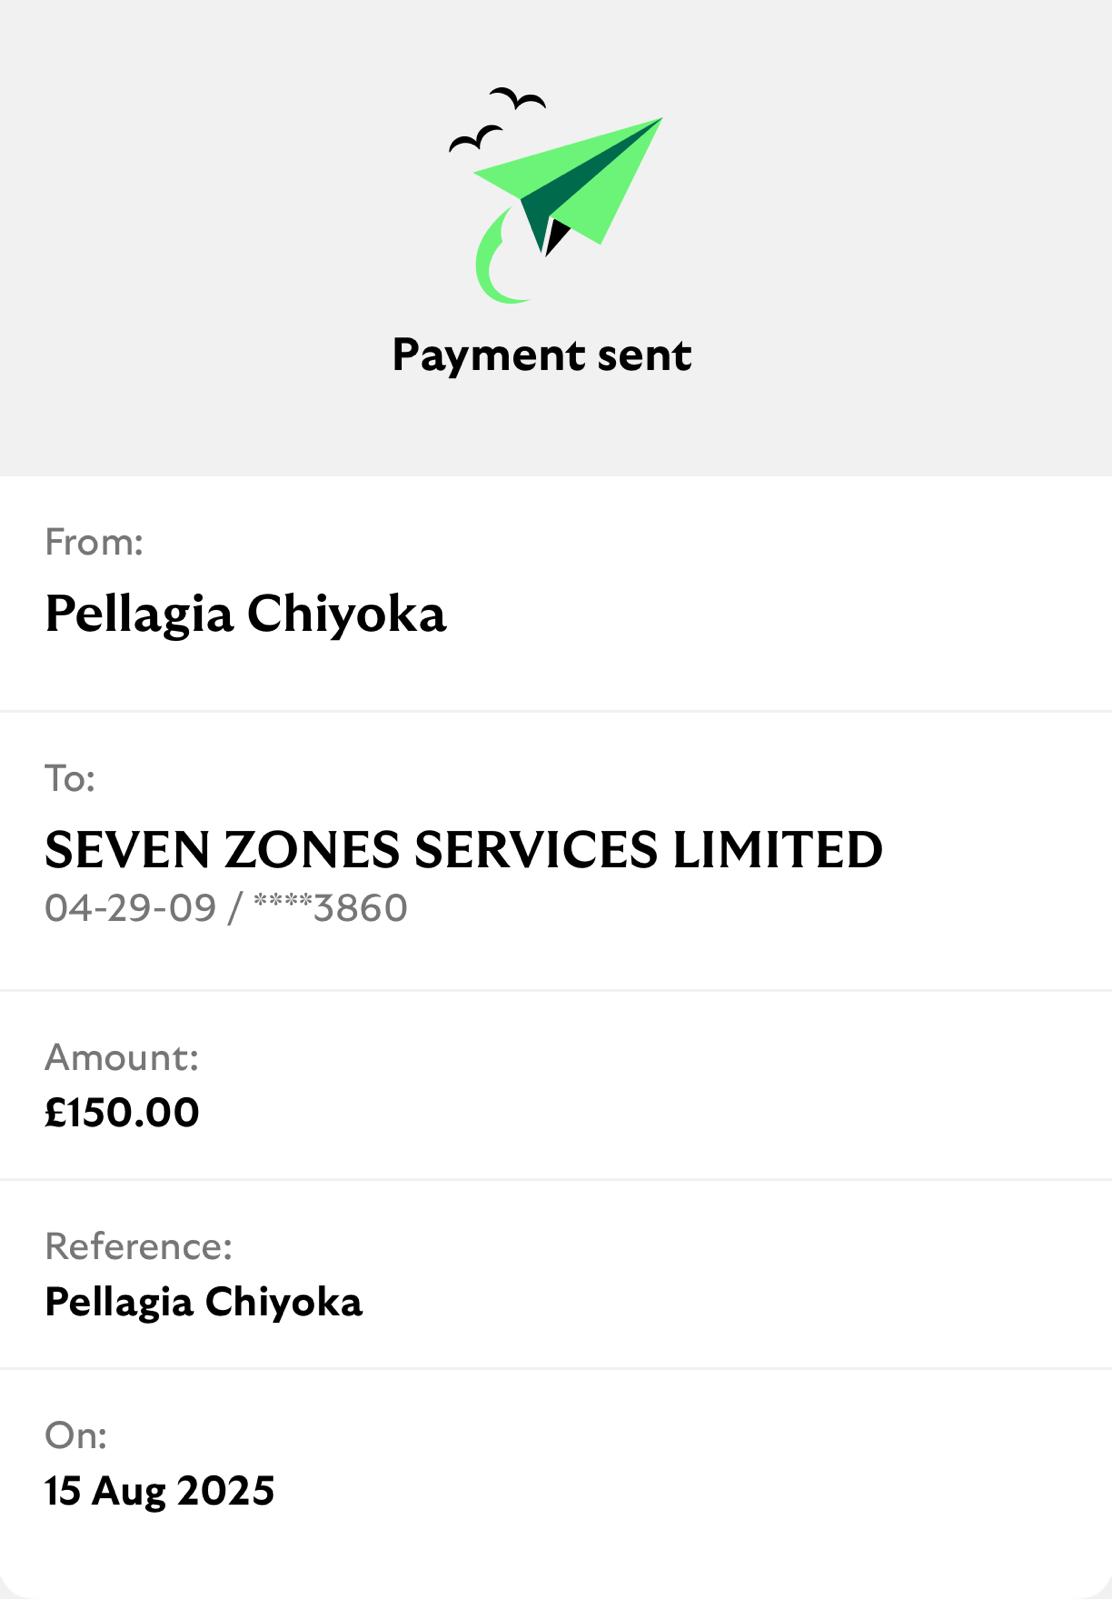 Payment sent
From:
Pellagia Chiyoka
To:
SEVEN ZONES SERVICES LIMITED
04-29-09 / ****3860
Amount:
£150.00
Reference:
Pellagia Chiyoka
On:
15 Aug 2025